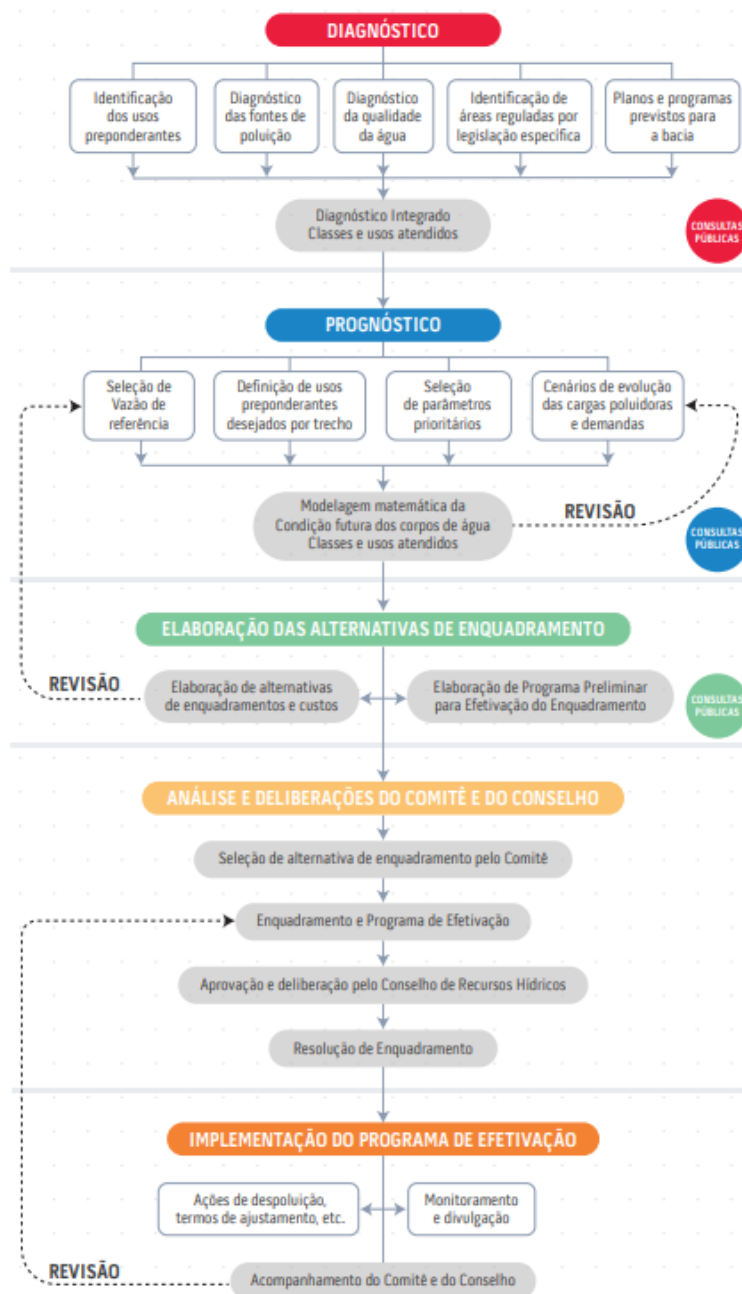 DIAGNÓSTICO
Identificação
dos usos
preponderantes
Diagnóstico
das fontes de
poluição
Diagnóstico
da qualidade
da água
Identificação de
áreas reguladas por
legislação específica
Planos e programas
previstos para
a bacia
Diagnóstico Integrado
Classes e usos atendidos
CONSULTAS
PÚBLICAS
PROGNÓSTICO
Seleção de
Vazão de
referência
Definição de usos
preponderantes
desejados por trecho
Seleção
de parâmetros
prioritários
Cenários de evolução
das cargas poluidoras
e demandas
Modelagem matemática da
Condição futura dos corpos de água
Classes e usos atendidos
REVISÃO
CONSULTAS
PÚBLICAS
ELABORAÇÃO DAS ALTERNATIVAS DE ENQUADRAMENTO
REVISÃO
Elaboração de alternativas
de enquadramentos e custos
Elaboração de Programa Preliminar
para Efetivação do Enquadramento
CONSULTAS
PÚBLICAS
ANÁLISE E DELIBERAÇÕES DO COMITÊ E DO CONSELHO
Seleção de alternativa de enquadramento pelo Comitê
Enquadramento e Programa de Efetivação
Aprovação e deliberação pelo Conselho de Recursos Hídricos
Resolução de Enquadramento
IMPLEMENTAÇÃO DO PROGRAMA DE EFETIVAÇÃO
Ações de despoluição,
termos de ajustamento, etc.
Monitoramento
e divulgação
REVISÃO
Acompanhamento do Comitê e do Conselho